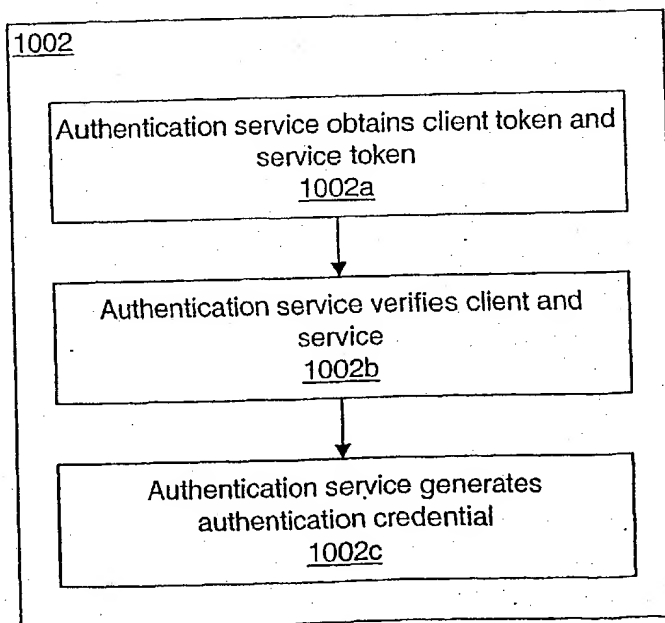 1002
Authentication service obtains client token and
service token
1002a
Authentication service verifies client and
service
1002b
Authentication service generates
authentication credential
1002c